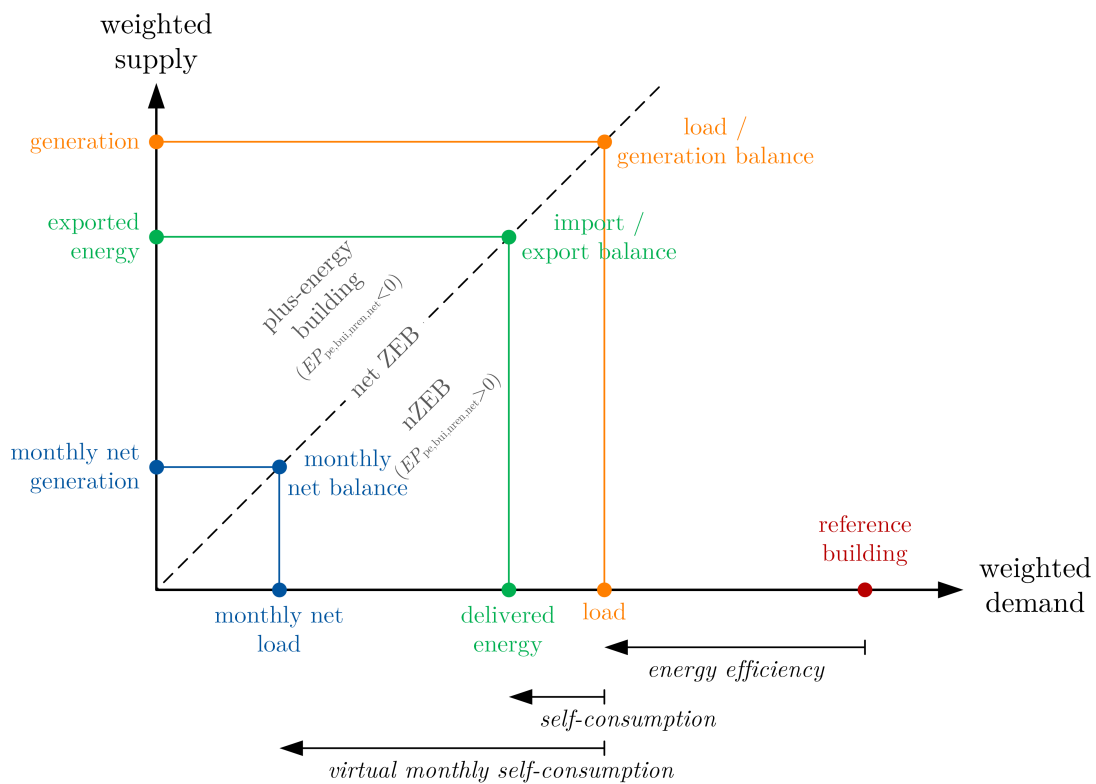 weighted
supply
generation
load /
generation balance
exported
energy
import /
export balance
plus-energy
building
(EPpe,bui,nren,net<0)
net ZEB
nZEB
(EPpe,bui,nren,net>0)
monthly net
generation
monthly
net balance
reference
building
weighted
demand
monthly net
load
delivered
energy
load
energy efficiency
self-consumption
virtual monthly self-consumption